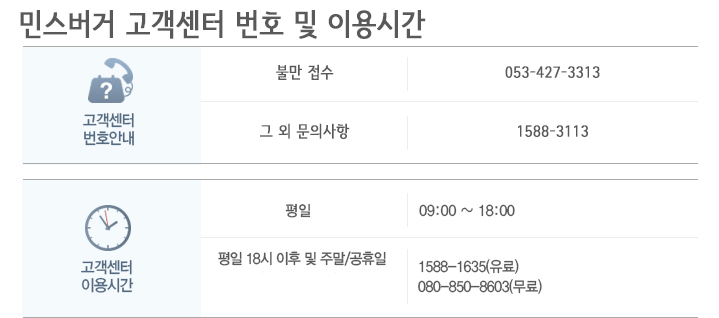 민스버거 고객센터 번호 및 이용시간
?
고객센터
번호안내
불만 접수
053-427-3313
그 외 문의사항
1588-3113
고객센터
이용시간
평일
09:00 ~ 18:00
평일 18시 이후 및 주말/공휴일
1588-1635(유료)
080-850-8603(무료)